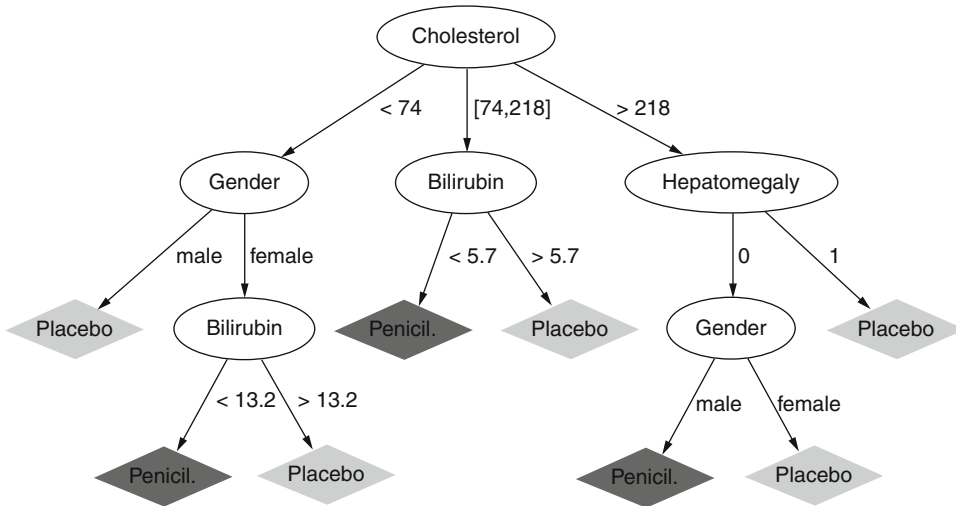 Cholesterol
< 74
[74,218]
> 218
Gender
Bilirubin
Hepatomegaly
male
female
< 5.7
> 5.7
0
1
Placebo
Bilirubin
Penicil.
Placebo
Gender
Placebo
< 13.2
> 13.2
male
female
Penicil.
Placebo
Penicil.
Placebo